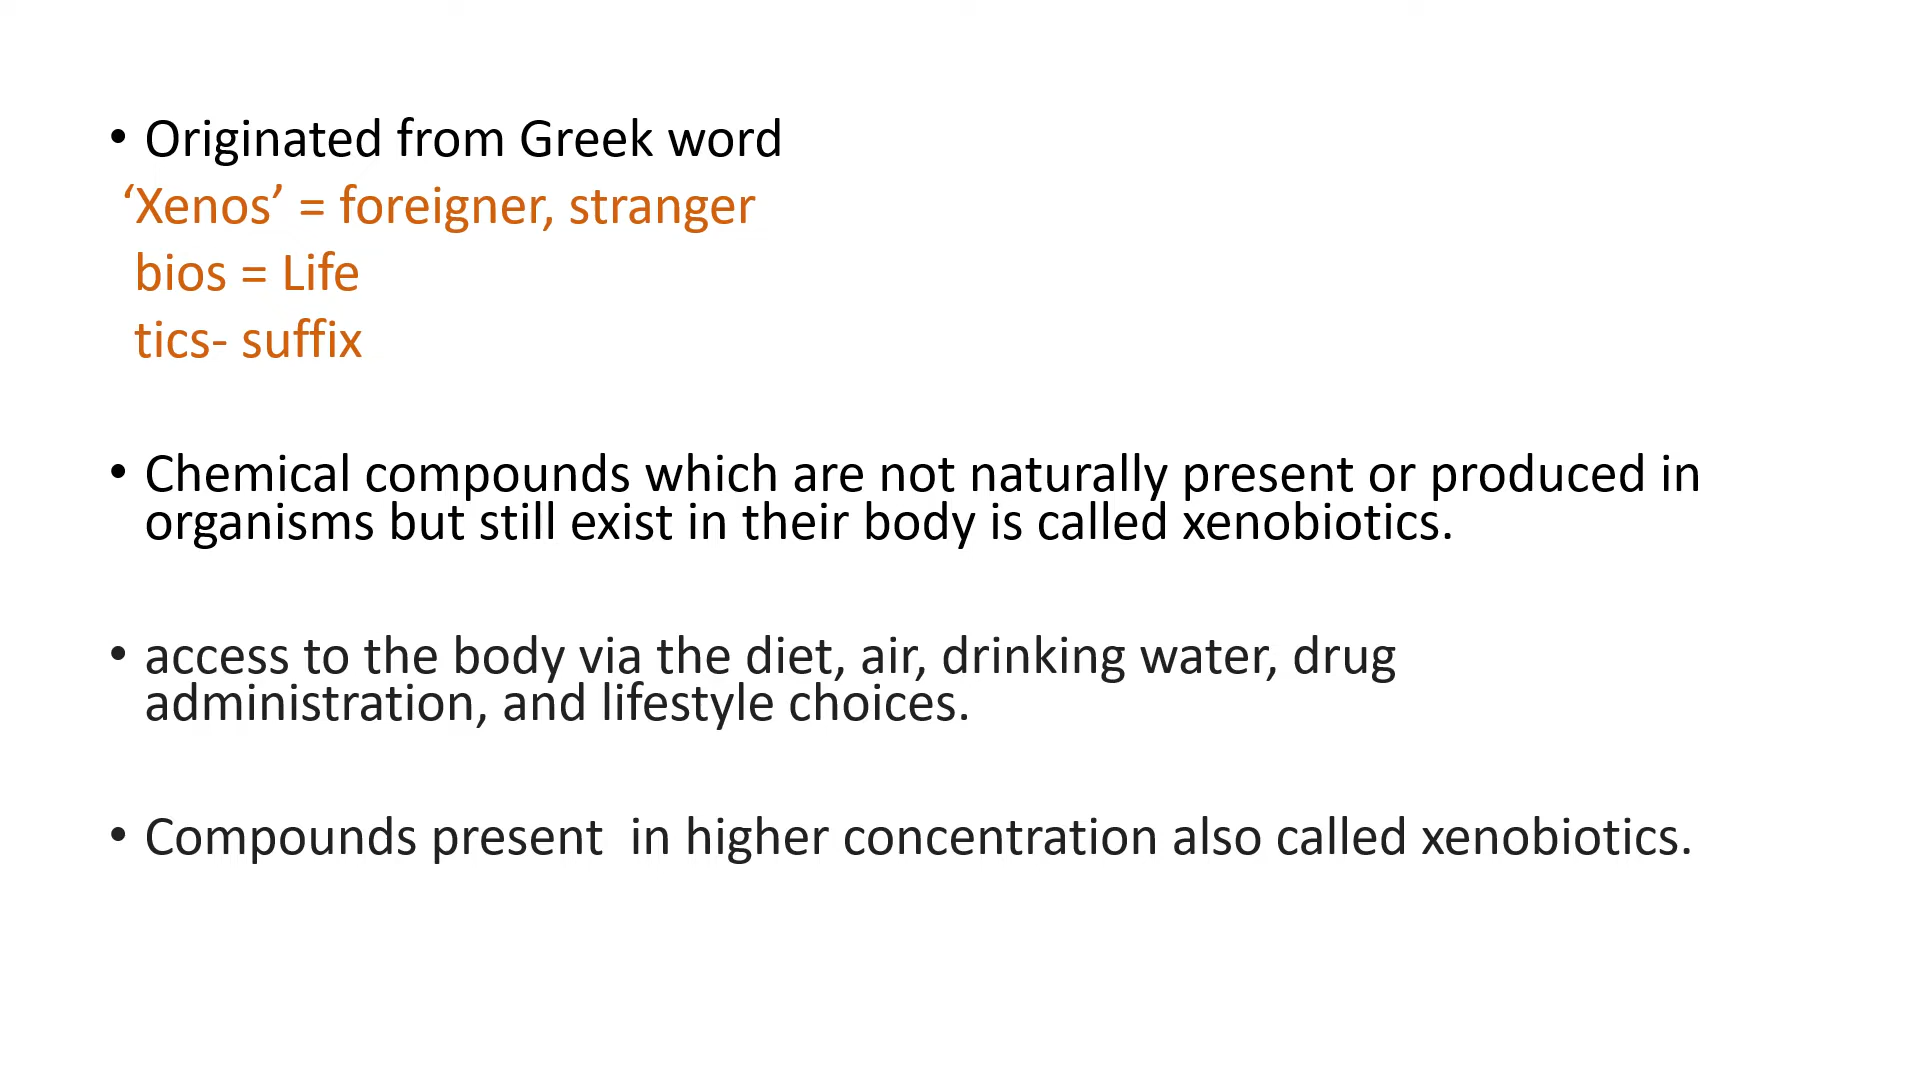 • Originated from Greek word
‘Xenos’ = foreigner, stranger
bios = Life
tics- suffix
• Chemical compounds which are not naturally present or produced in
organisms but still exist in their body is called xenobiotics.
• access to the body via the diet, air, drinking water, drug
administration, and lifestyle choices.
• Compounds present  in higher concentration also called xenobiotics.